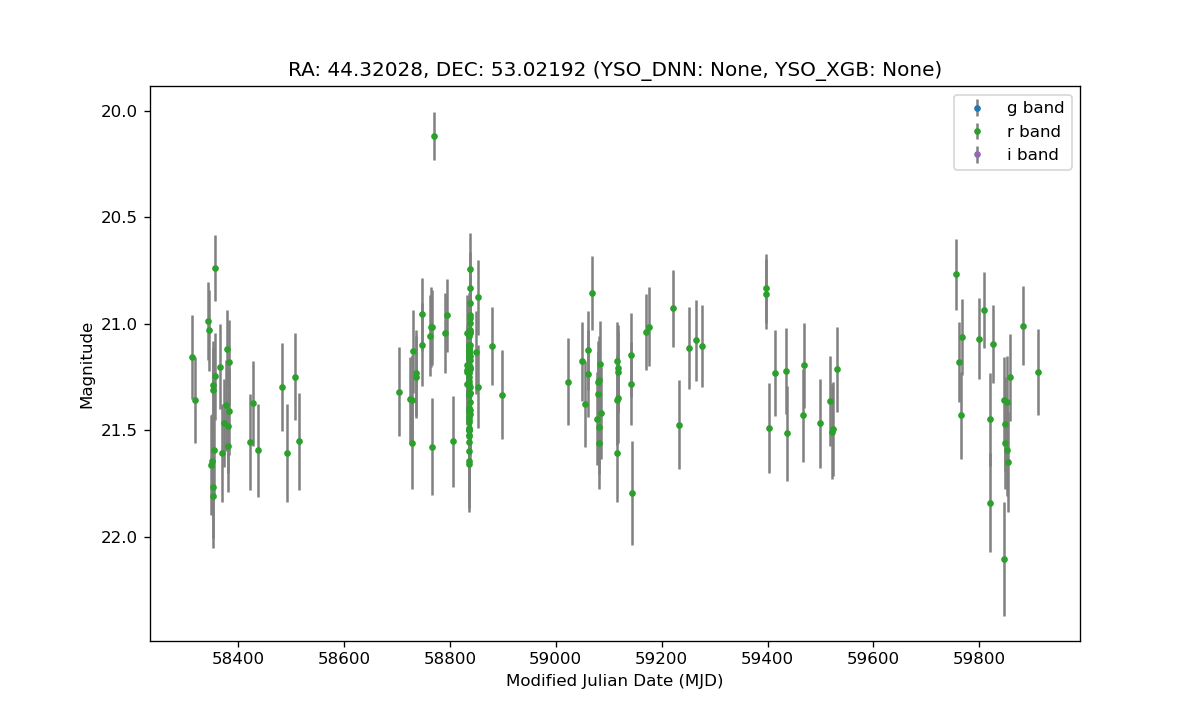 RA: 44.32028, DEC: 53.02192 (YSO_DNN: None, YSO_XGB: None)
g band
r band
i band
Magnitude
20.0
20.5
21.0
21.5
22.0
58400 58600 58800 59000 59200 59400 59600 59800
Modified Julian Date (MJD)